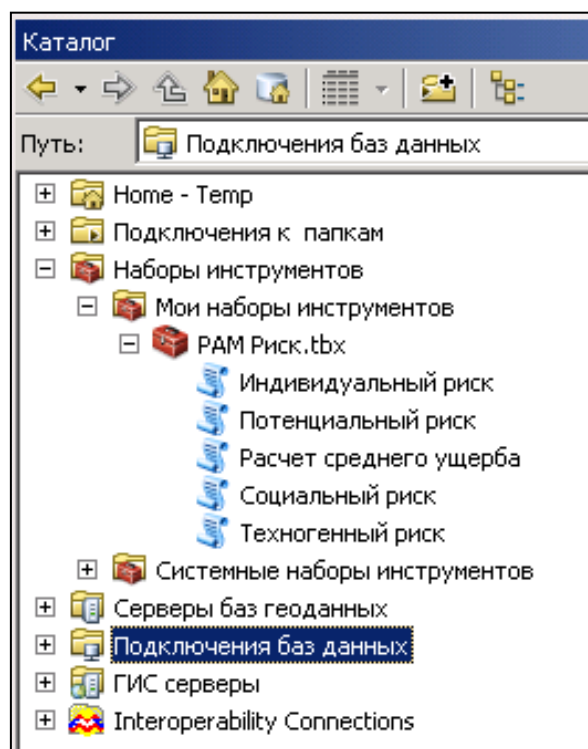 Каталог
Путь: Подключения баз данных
Home - Temp
Подключения к папкам
Наборы инструментов
Мои наборы инструментов
РАМ Риск.tbx
Индивидуальный риск
Потенциальный риск
Расчет среднего ущерба
Социальный риск
Техногенный риск
Системные наборы инструментов
Серверы баз геоданных
Подключения баз данных
ГИС серверы
Interoperability Connections